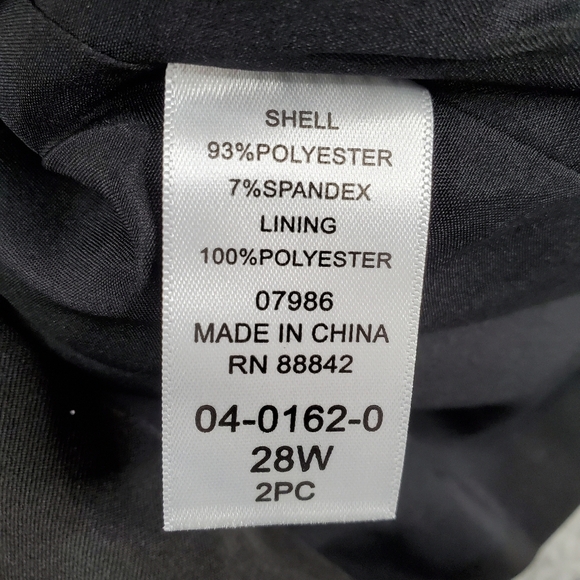 SHELL
93%POLYESTER
7%SPANDEX
LINING
100%POLYESTER
07986
MADE IN CHINA
RN 88842
04-0162-0
28W
2PC